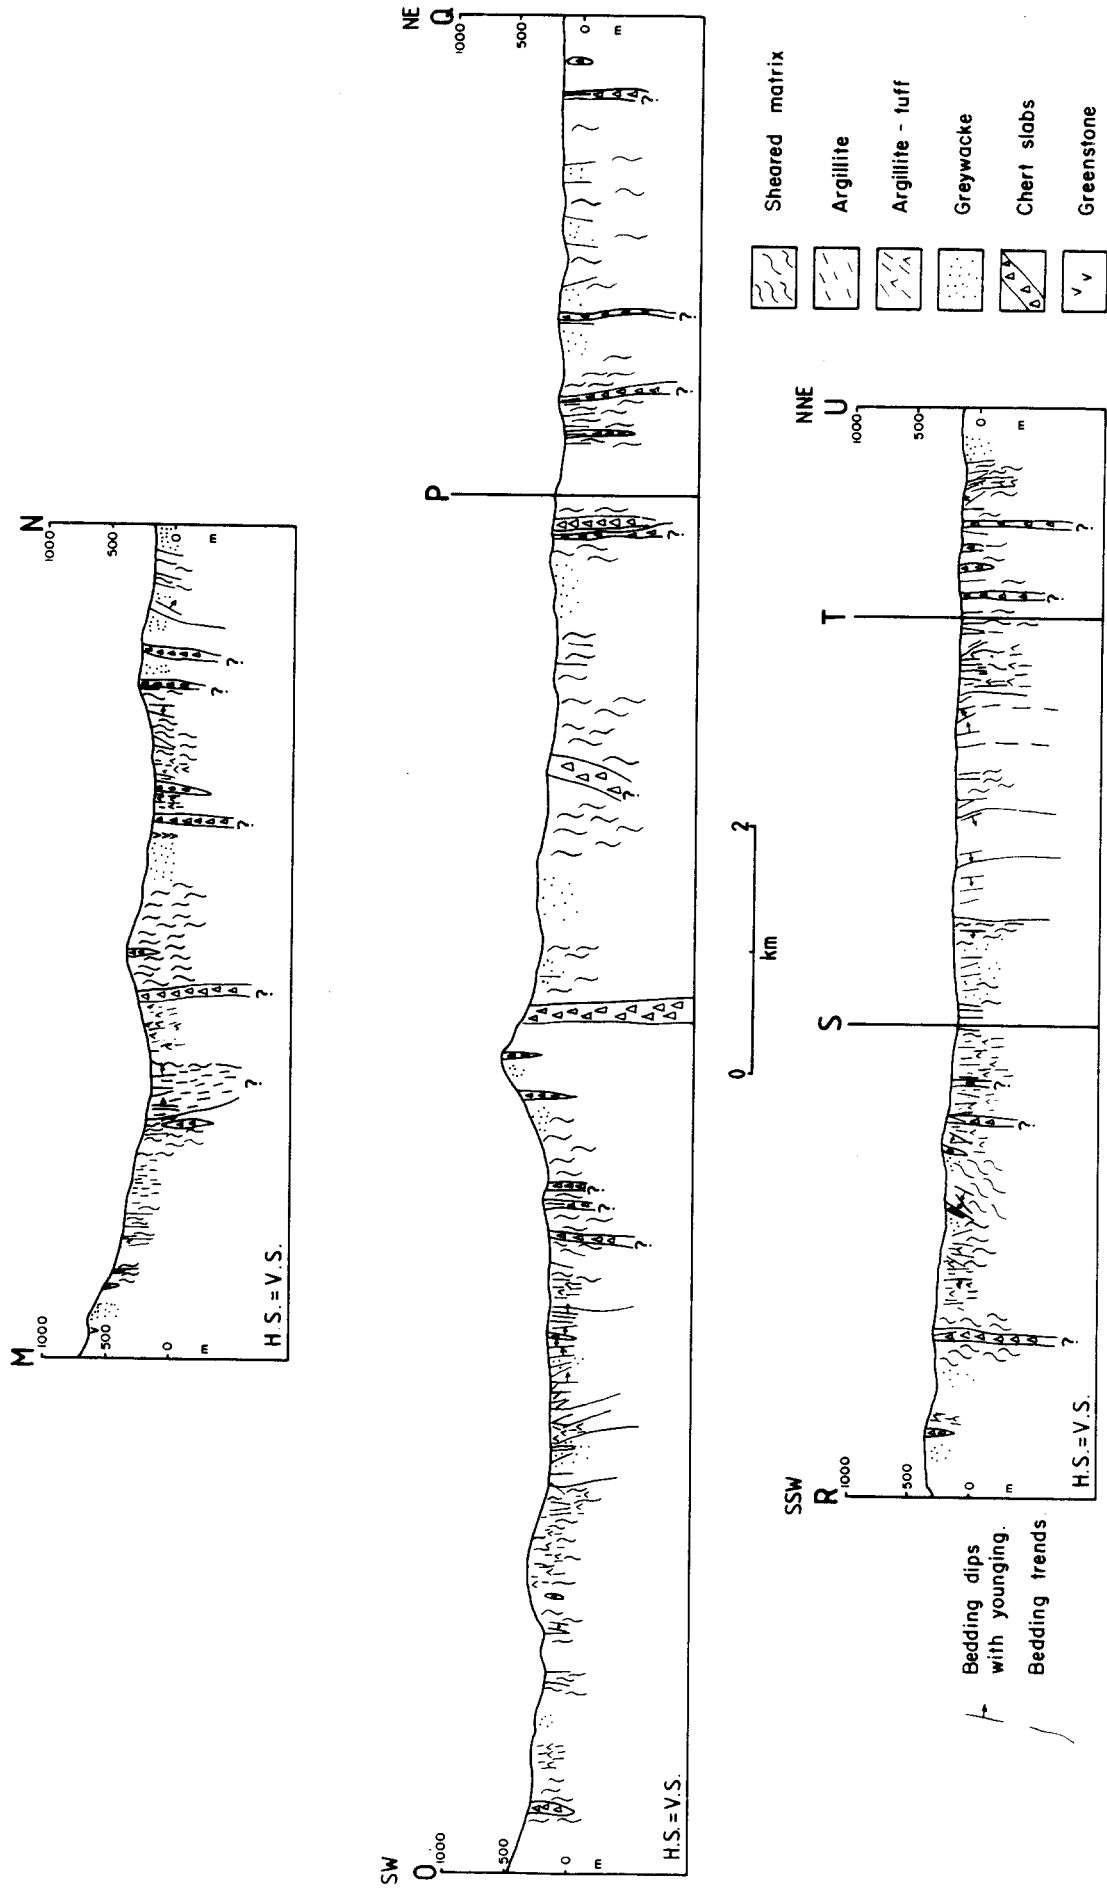 M
1000
500
0
m
H.S. = V.S.
?
?
?
?
?
N
1000
500
0
m
SW
O
1000
500
0
m
H.S. = V.S.
?
?
?
?
?
P
?
?
?
?
NE
Q
1000
500
0
m
0
2
km
SSW
R
1000
500
0
m
H.S. = V.S.
?
?
?
S
T
?
?
NNE
U
1000
500
0
m
Bedding dips
with younging.
Bedding trends.
Sheared matrix
Argillite
Argillite - tuff
Greywacke
Chert slabs
Greenstone